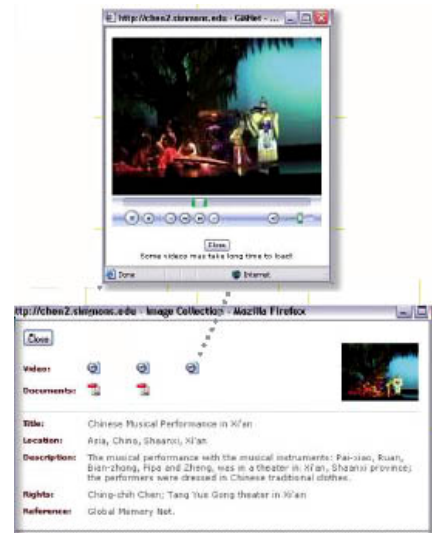 http://chen2.simmons.edu - GMNet - ...
Close
Some videos may take long time to load!
Done
Internet
http://chen2.simmons.edu - Image Collection - Mozilla Firefox
Close
Video:
Documents:
Title: Chinese Musical Performance in Xi'an
Location: Asia, China, Shaanxi, Xi'an
Description: The musical performance with the musical instruments: Pai-xiao, Ruan,
Bian-zhong, Pipa and Zheng, was in a theater in Xi'an, Shaanxi province;
the performers were dressed in Chinese traditional clothes.
Rights: Ching-chih Chen; Tang Yue Gong theater in Xi'an
Reference: Global Memory Net.